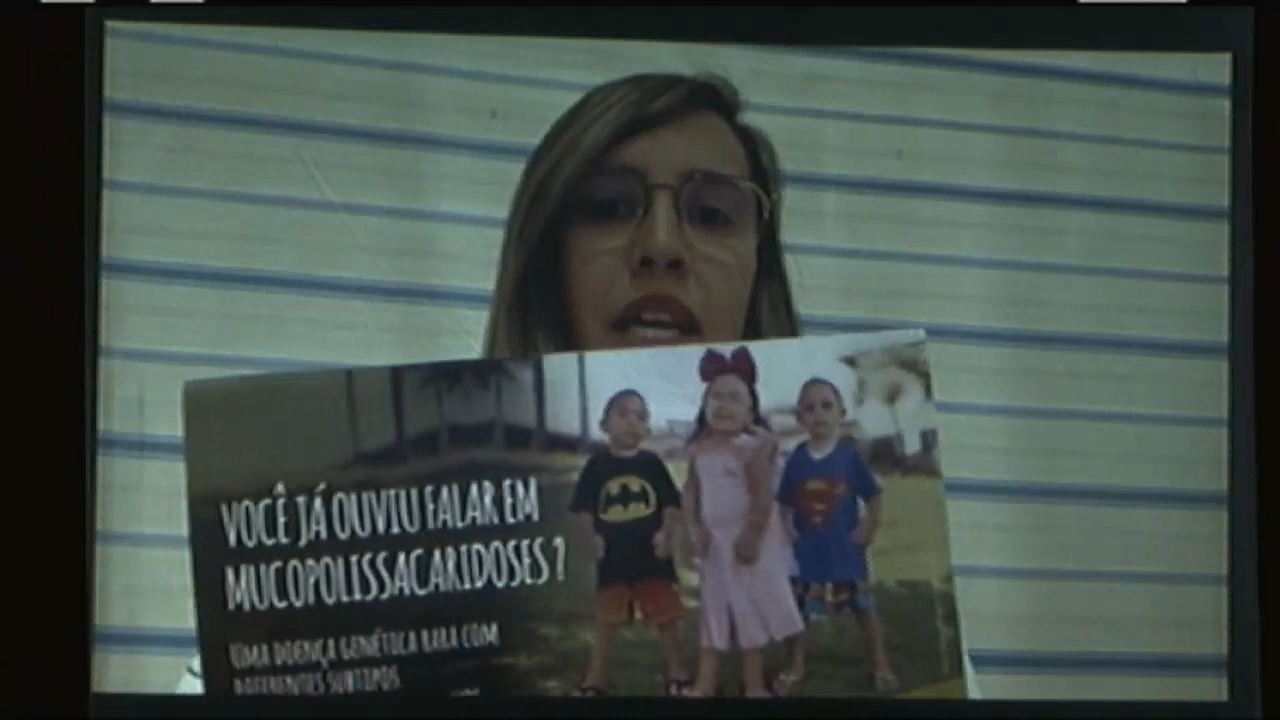 VOCÊ JÁ OUVIU FALAR EM
MUCOPOLISSACARIDOSES?
UMA DOENÇA GENÉTICA RARA COM
DIFERENTES SUBTIPOS